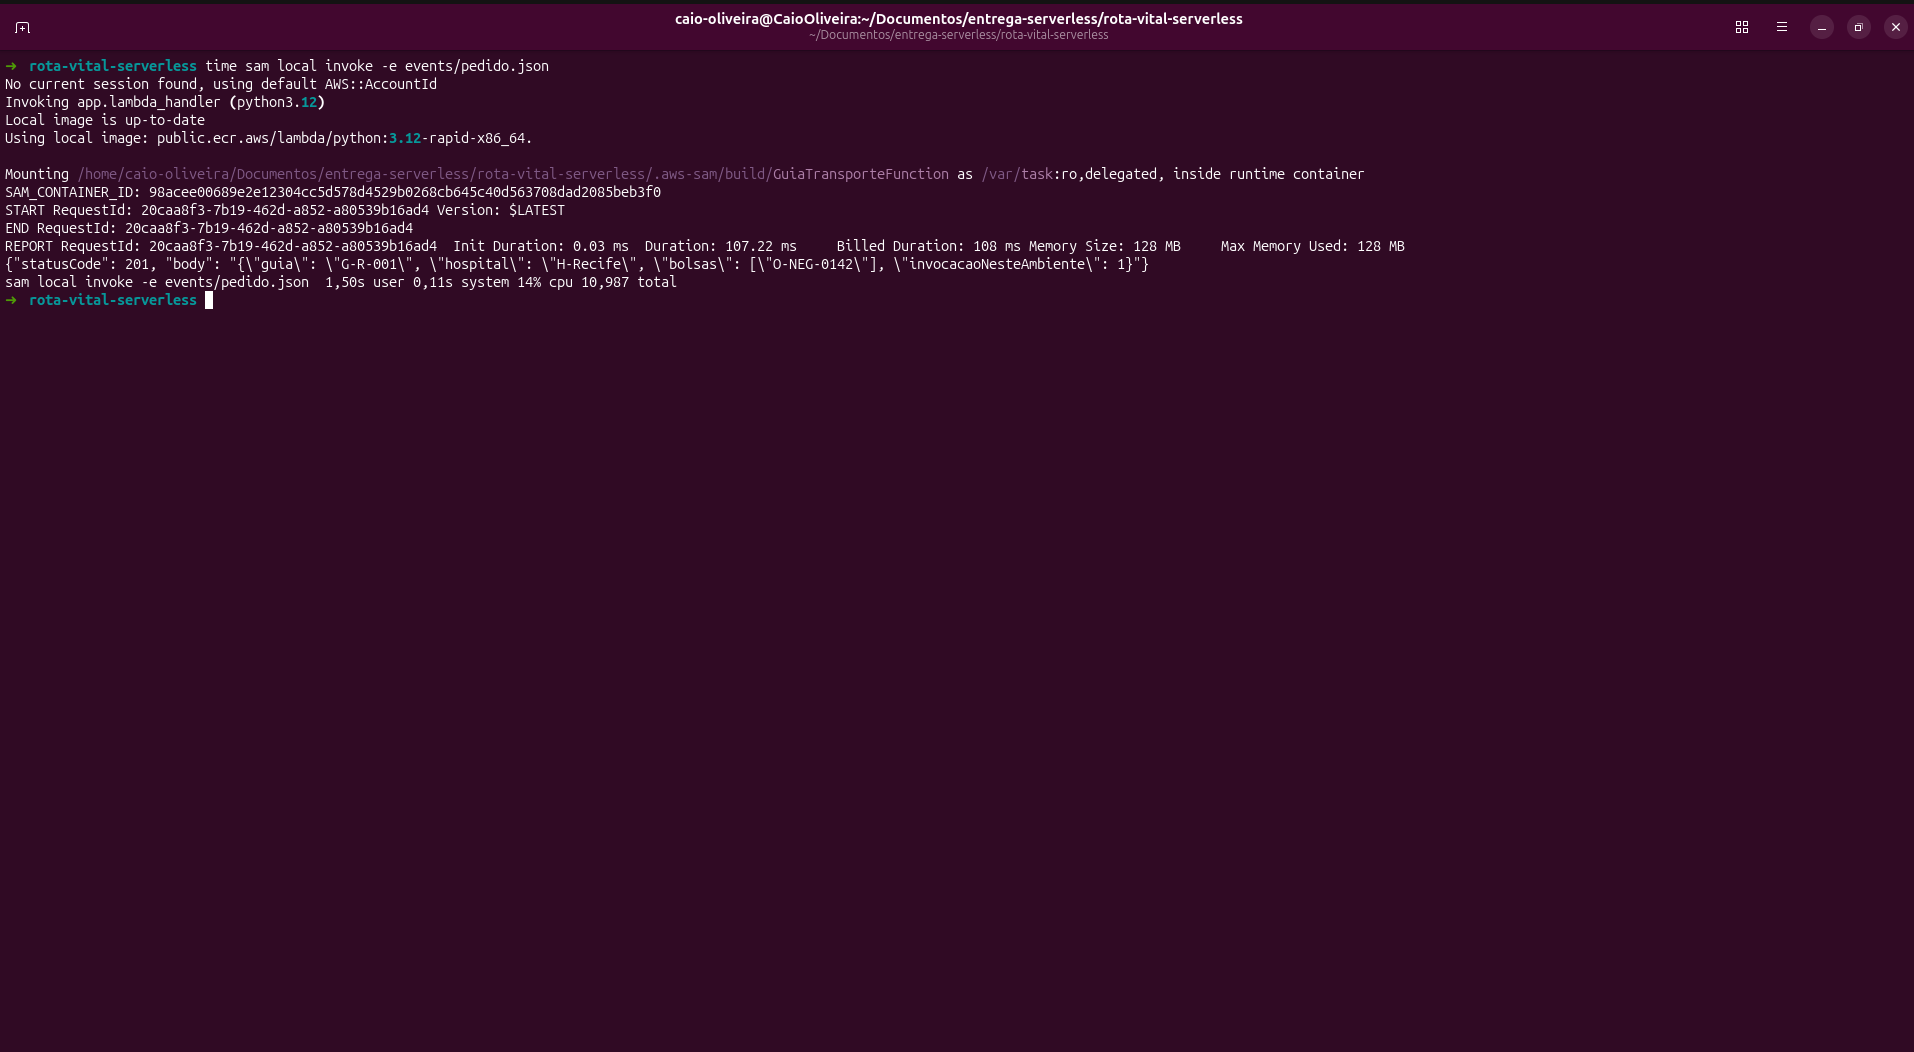 caio-oliveira@CaioOliveira:~/Documentos/entrega-serverless/rota-vital-serverless
~/Documentos/entrega-serverless/rota-vital-serverless
➜  rota-vital-serverless time sam local invoke -e events/pedido.json
No current session found, using default AWS::AccountId
Invoking app.lambda_handler (python3.12)
Local image is up-to-date
Using local image: public.ecr.aws/lambda/python:3.12-rapid-x86_64.
Mounting /home/caio-oliveira/Documentos/entrega-serverless/rota-vital-serverless/.aws-sam/build/GuiaTransporteFunction as /var/task:ro,delegated, inside runtime container
SAM_CONTAINER_ID: 98acee00689e2e12304cc5d578d4529b0268cb645c40d563708dad2085beb3f0
START RequestId: 20caa8f3-7b19-462d-a852-a80539b16ad4 Version: $LATEST
END RequestId: 20caa8f3-7b19-462d-a852-a80539b16ad4
REPORT RequestId: 20caa8f3-7b19-462d-a852-a80539b16ad4  Init Duration: 0.03 ms  Duration: 107.22 ms     Billed Duration: 108 ms Memory Size: 128 MB     Max Memory Used: 128 MB
{"statusCode": 201, "body": "{\"guia\": \"G-R-001\", \"hospital\": \"H-Recife\", \"bolsas\": [\"O-NEG-0142\"], \"invocacaoNesteAmbiente\": 1}"}
sam local invoke -e events/pedido.json  1,50s user 0,11s system 14% cpu 10,987 total
➜  rota-vital-serverless